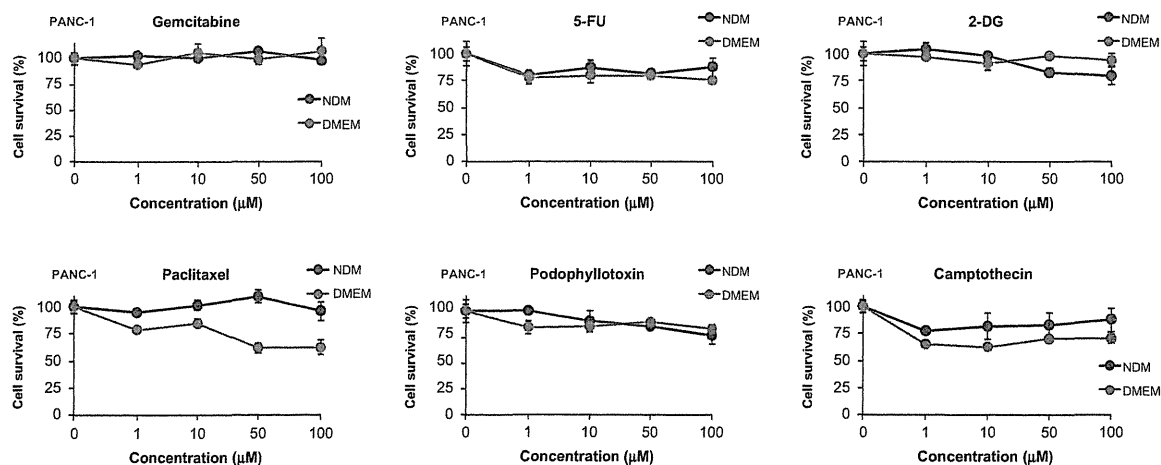 PANC-1
Gemcitabine
Cell survival (%)
100
75
50
25
0
NDM
DMEM
0 1 10 50 100
Concentration (μM)
PANC-1
5-FU
NDM
DMEM
Cell survival (%)
100
75
50
25
0
0 1 10 50 100
Concentration (μM)
PANC-1
2-DG
NDM
DMEM
Cell survival (%)
100
75
50
25
0
0 1 10 50 100
Concentration (μM)
PANC-1
Paclitaxel
NDM
DMEM
Cell survival (%)
100
75
50
25
0
0 1 10 50 100
Concentration (μM)
PANC-1
Podophyllotoxin
NDM
DMEM
Cell survival (%)
100
75
50
25
0
0 1 10 50 100
Concentration (μM)
PANC-1
Camptothecin
Cell survival (%)
100
75
50
25
0
NDM
DMEM
0 1 10 50 100
Concentration (μM)